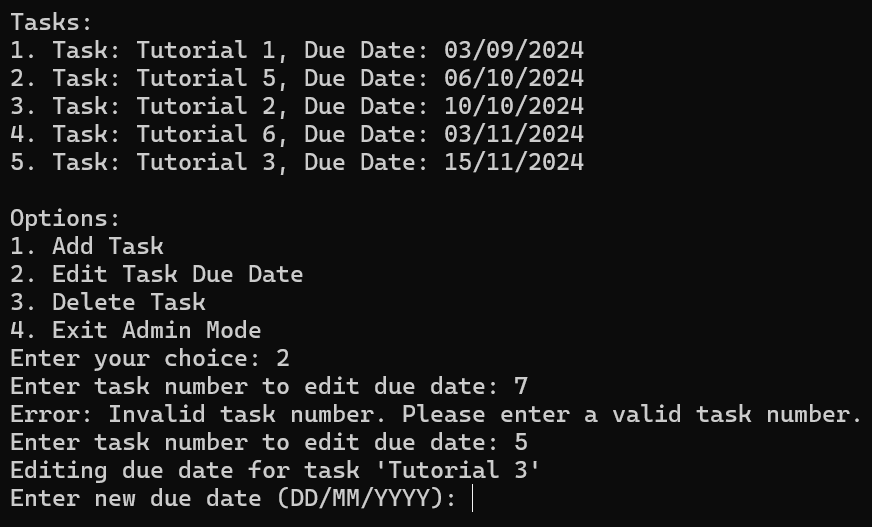 Tasks:
1. Task: Tutorial 1, Due Date: 03/09/2024
2. Task: Tutorial 5, Due Date: 06/10/2024
3. Task: Tutorial 2, Due Date: 10/10/2024
4. Task: Tutorial 6, Due Date: 03/11/2024
5. Task: Tutorial 3, Due Date: 15/11/2024
Options:
1. Add Task
2. Edit Task Due Date
3. Delete Task
4. Exit Admin Mode
Enter your choice: 2
Enter task number to edit due date: 7
Error: Invalid task number. Please enter a valid task number.
Enter task number to edit due date: 5
Editing due date for task 'Tutorial 3'
Enter new due date (DD/MM/YYYY):